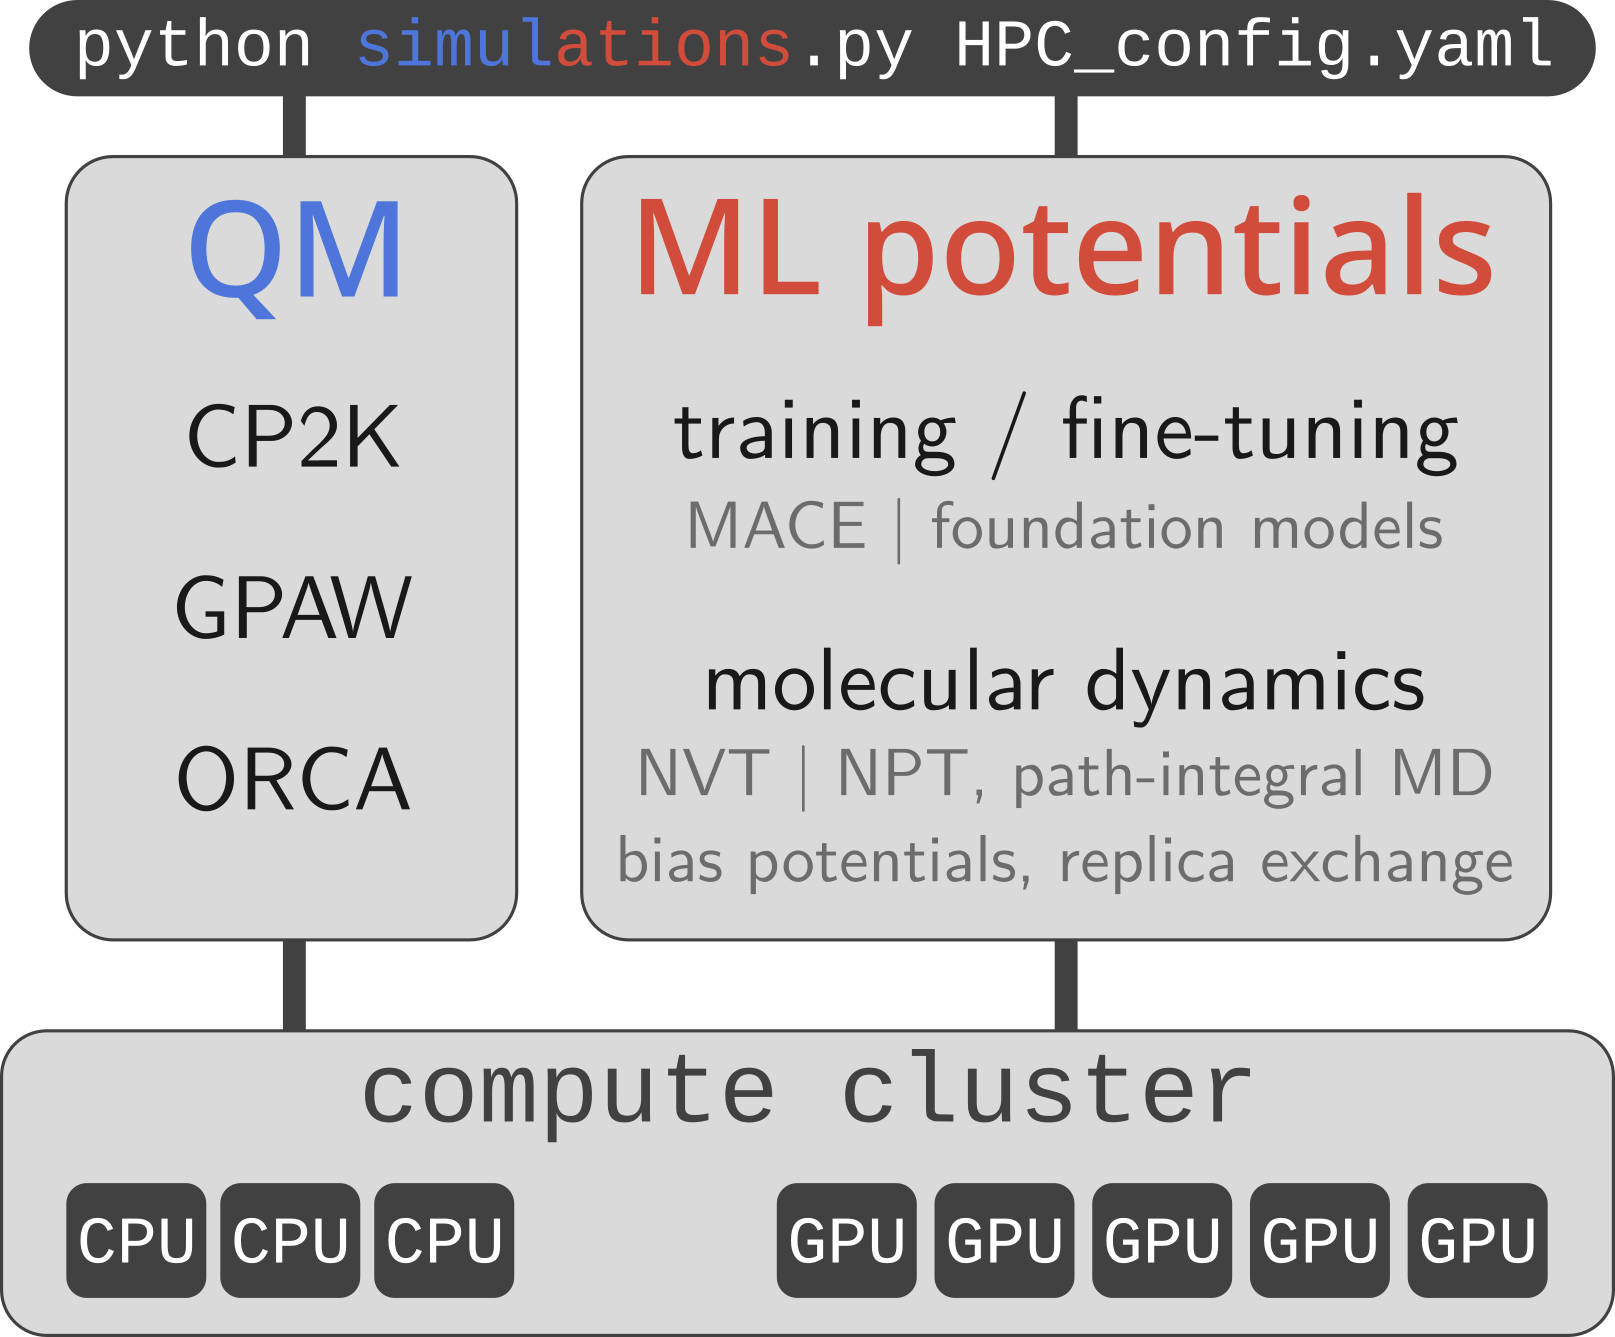 python simulations.py HPC_config.yaml
QM
CP2K
GPAW
ORCA
ML potentials
training / fine-tuning
MACE | foundation models
molecular dynamics
NVT | NPT, path-integral MD
bias potentials, replica exchange
compute cluster
CPU CPU CPU GPU GPU GPU GPU GPU